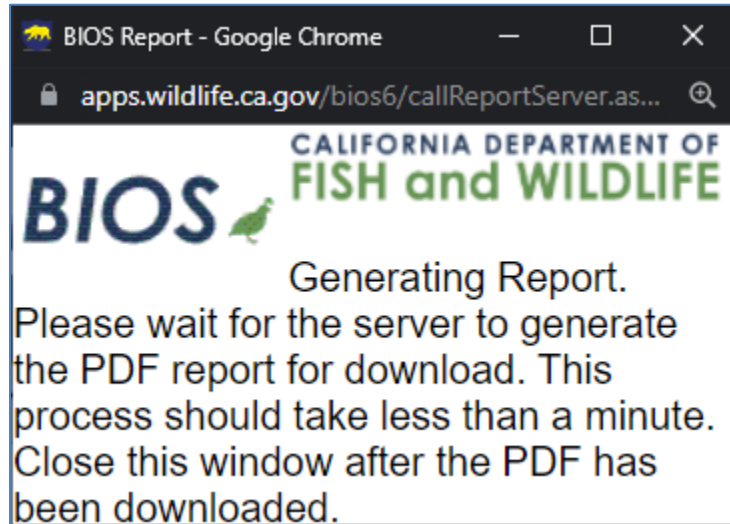 BIOS Report - Google Chrome
apps.wildlife.ca.gov/bios6/callReportServer.as...
CALIFORNIA DEPARTMENT OF
FISH and WILDLIFE
BIOS
Generating Report.
Please wait for the server to generate
the PDF report for download. This
process should take less than a minute.
Close this window after the PDF has
been downloaded.